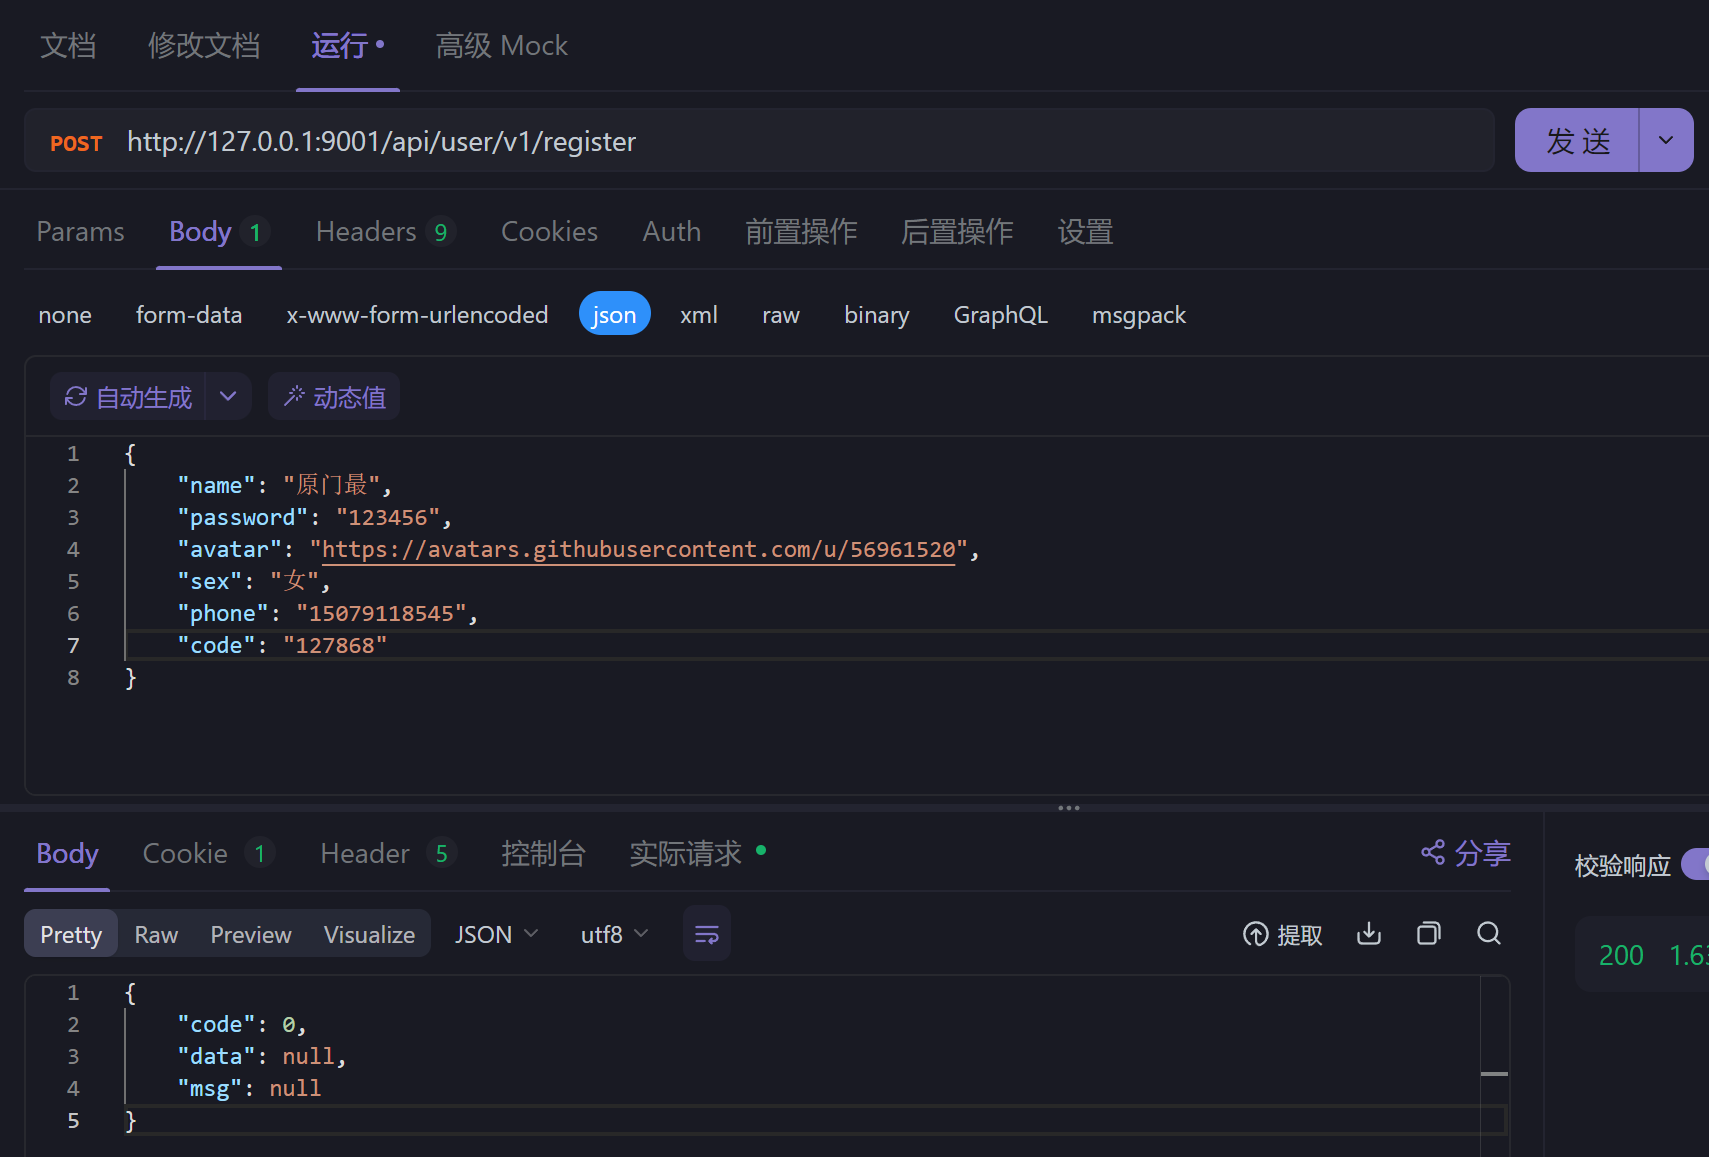 文档 修改文档 运行 高级 Mock
POST http://127.0.0.1:9001/api/user/v1/register 发 送
Params Body 1 Headers 9 Cookies Auth 前置操作 后置操作 设置
none form-data x-www-form-urlencoded json xml raw binary GraphQL msgpack
自动生成 动态值
1 {
2 "name": "原门最",
3 "password": "123456",
4 "avatar": "https://avatars.githubusercontent.com/u/56961520",
5 "sex": "女",
6 "phone": "15079118545",
7 "code": "127868"
8 }
Body Cookie 1 Header 5 控制台 实际请求 分享 校验响应
Pretty Raw Preview Visualize JSON utf8 提取
200 1.63
1 {
2 "code": 0,
3 "data": null,
4 "msg": null
5 }